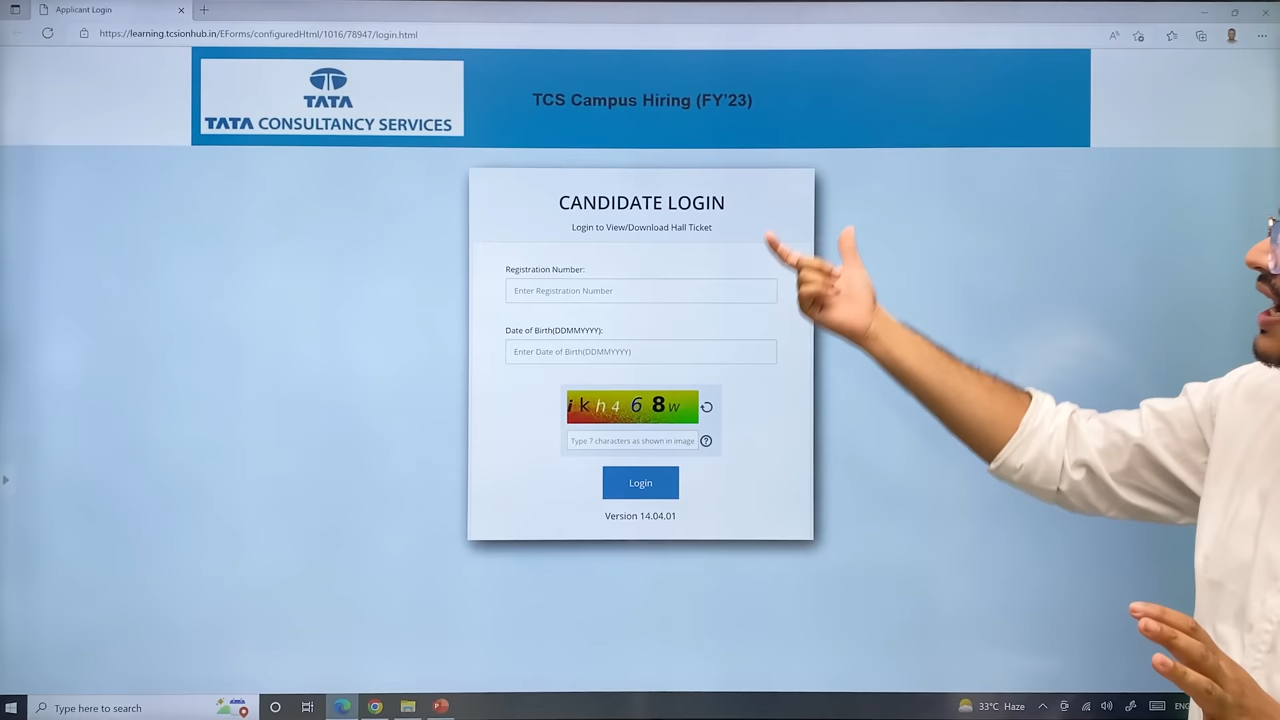 Applicant Login
https://learning.tcsionhub.in/EForms/configuredHtml/1016/78947/login.html
TATA
TATA CONSULTANCY SERVICES
TCS Campus Hiring (FY'23)
CANDIDATE LOGIN
Login to View/Download Hall Ticket
Registration Number:
Enter Registration Number
Date of Birth(DDMMYYYY):
Enter Date of Birth(DDMMYYYY)
ikh468w
Type 7 characters as shown in image
Login
Version 14.04.01
Type here to search
33°C Haze
ENG